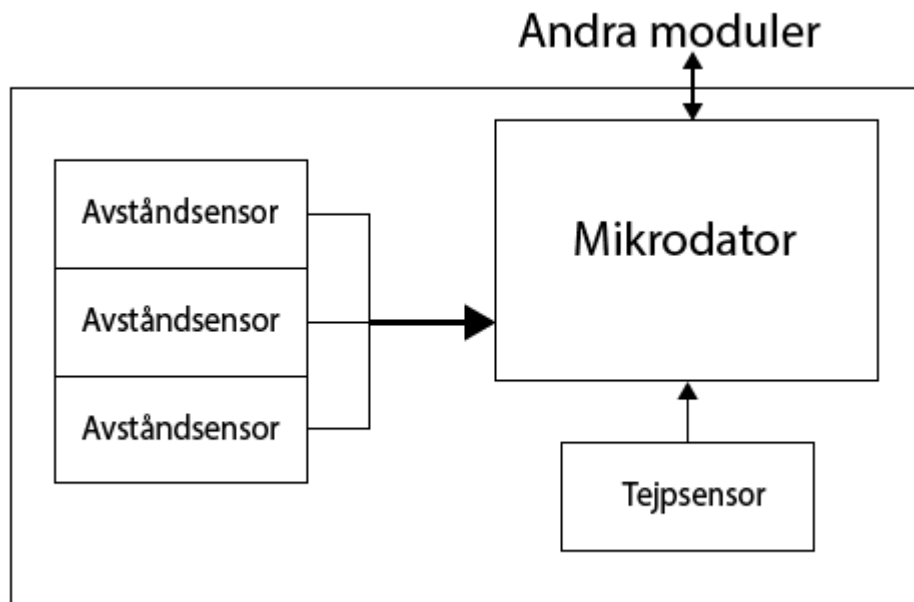 Andra moduler
Avståndsensor
Mikrodator
Avståndsensor
Avståndsensor
Tejpsensor